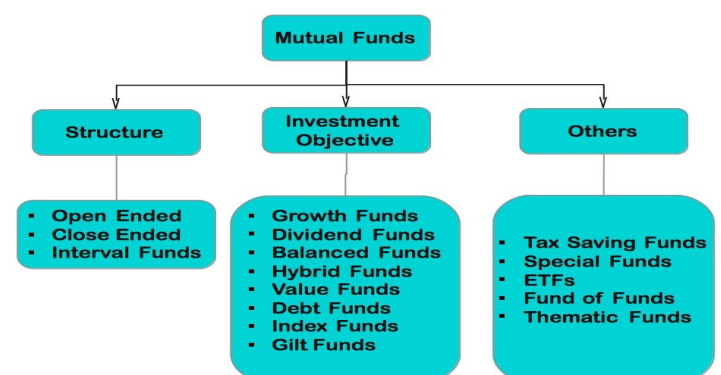 Mutual Funds
Structure
Investment
Objective
Others
▪ Open Ended
▪ Close Ended
▪ Interval Funds
▪ Growth Funds
▪ Dividend Funds
▪ Balanced Funds
▪ Hybrid Funds
▪ Value Funds
▪ Debt Funds
▪ Index Funds
▪ Gilt Funds
▪ Tax Saving Funds
▪ Special Funds
▪ ETFs
▪ Fund of Funds
▪ Thematic Funds